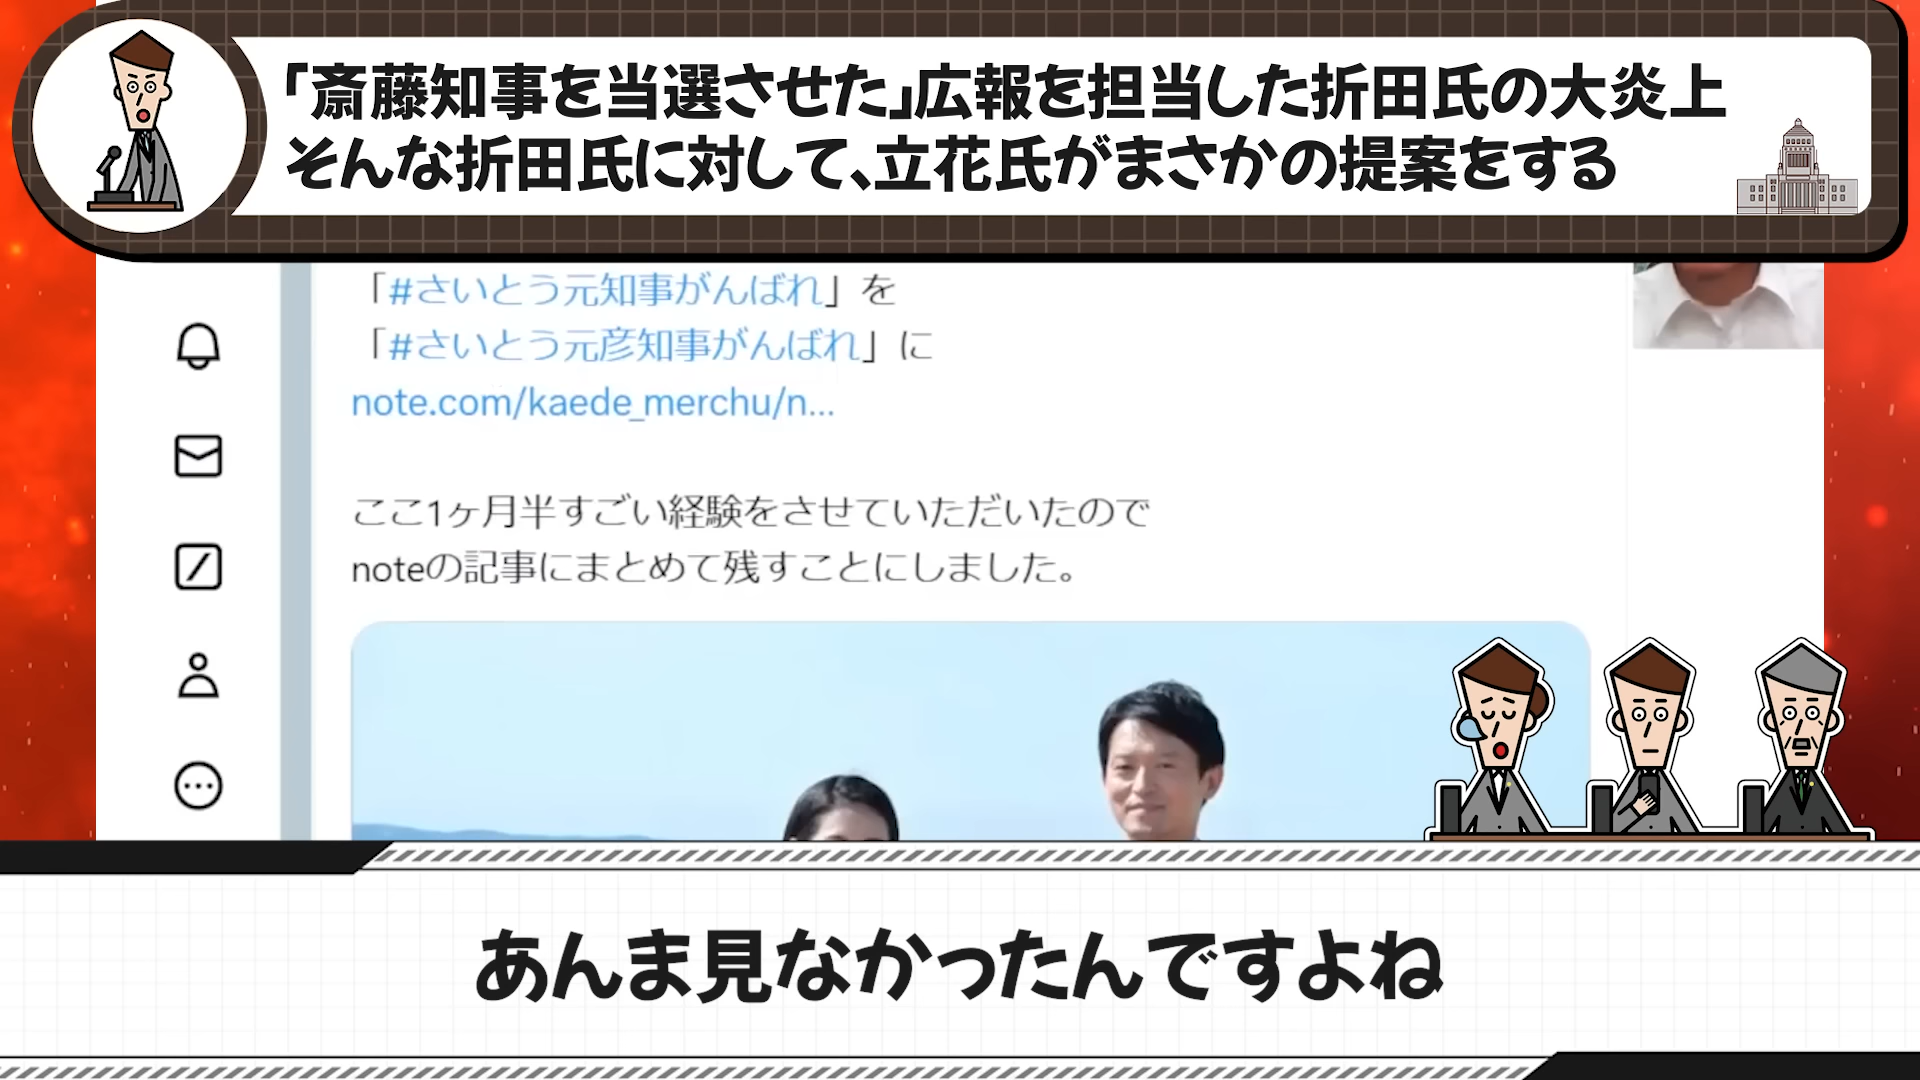 「斎藤知事を当選させた」広報を担当した折田氏の大炎上
そんな折田氏に対して、立花氏がまさかの提案をする
「#さいとう元知事がんばれ」を
「#さいとう元彦知事がんばれ」に
note.com/kaede_merchu/n...
ここ1ヶ月半すごい経験をさせていただいたので
noteの記事にまとめて残すことにしました。
あんま見なかったんですよね